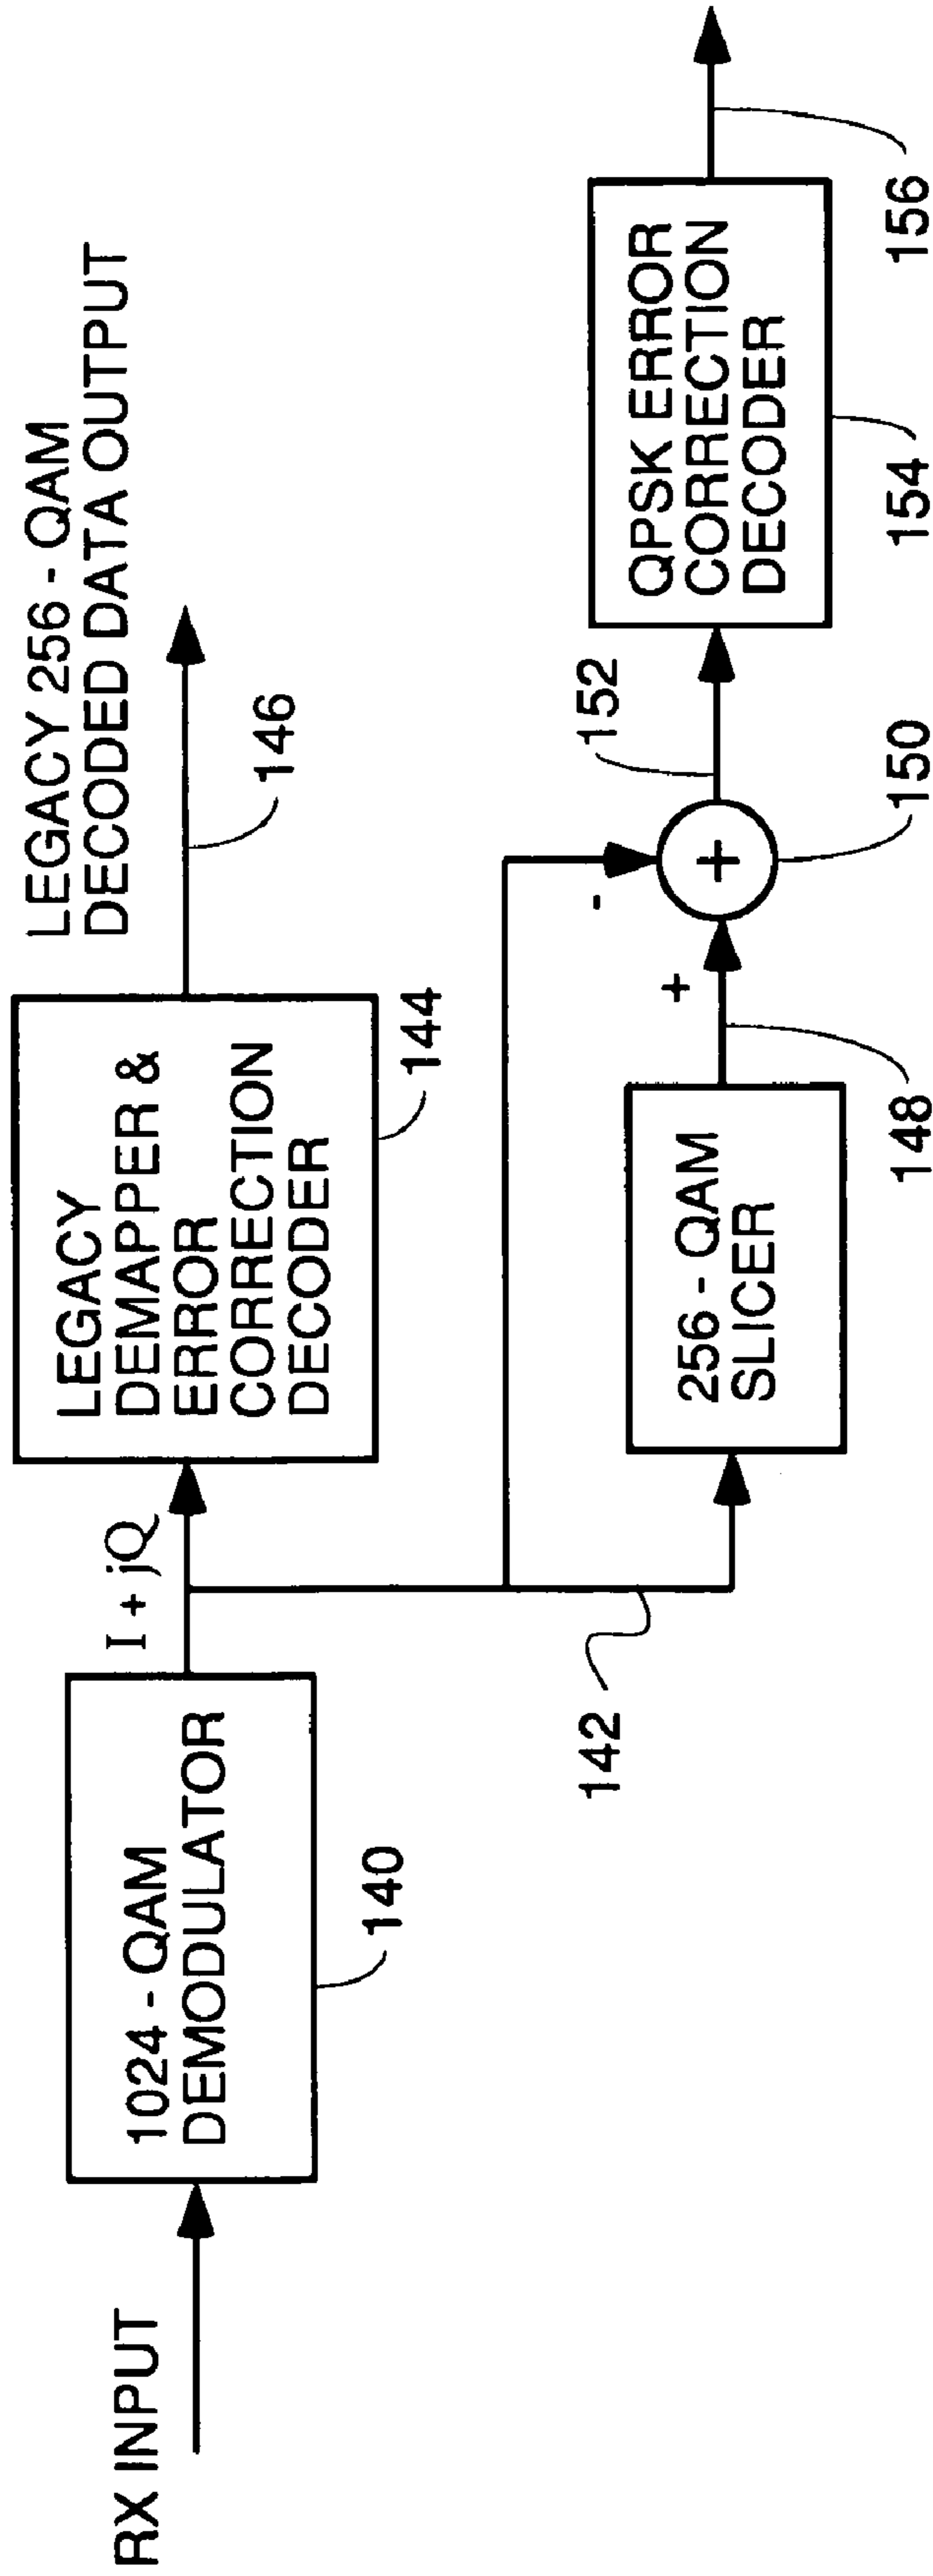 RX INPUT
1024 - QAM
DEMODULATOR
140
I + jQ
142
LEGACY
DEMAPPER &
ERROR
CORRECTION
DECODER
144
146
LEGACY 256 - QAM
DECODED DATA OUTPUT
256 - QAM
SLICER
148
+
-
+
150
152
QPSK ERROR
CORRECTION
DECODER
154
156